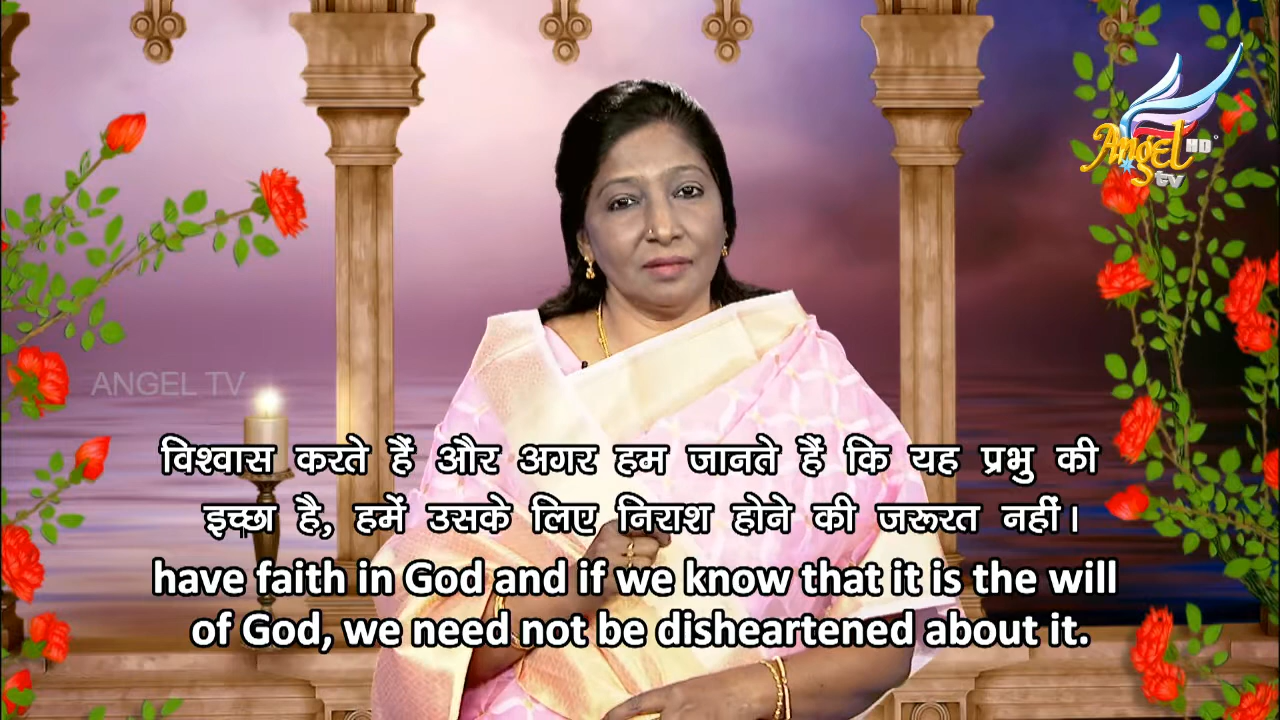 Angel HD
tv
ANGEL TV
विश्वास करते हैं और अगर हम जानते हैं कि यह प्रभु की
इच्छा है, हमें उसके लिए निराश होने की जरूरत नहीं।
have faith in God and if we know that it is the will
of God, we need not be disheartened about it.